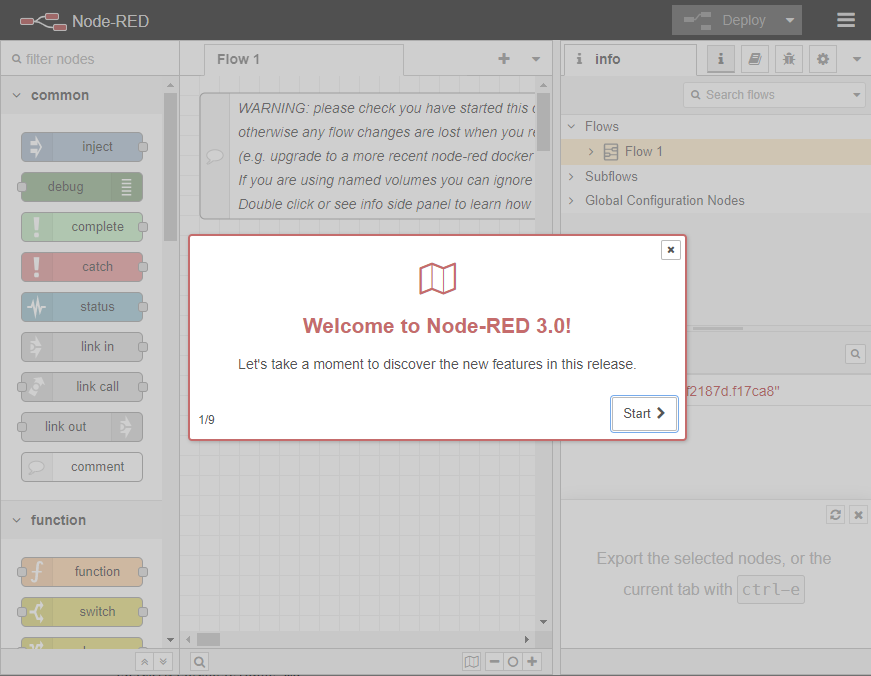 Node-RED
Deploy
filter nodes
Flow 1
info
Search flows
common
Flows
Flow 1
Subflows
Global Configuration Nodes
inject
debug
complete
catch
status
link in
link call
link out
comment
function
function
switch
WARNING: please check you have started this
otherwise any flow changes are lost when you
(e.g. upgrade to a more recent node-red docker
If you are using named volumes you can ignore
Double click or see info side panel to learn how
Welcome to Node-RED 3.0!
Let's take a moment to discover the new features in this release.
1/9
Start
f2187d.f17ca8"
Export the selected nodes, or the
current tab with ctrl-e